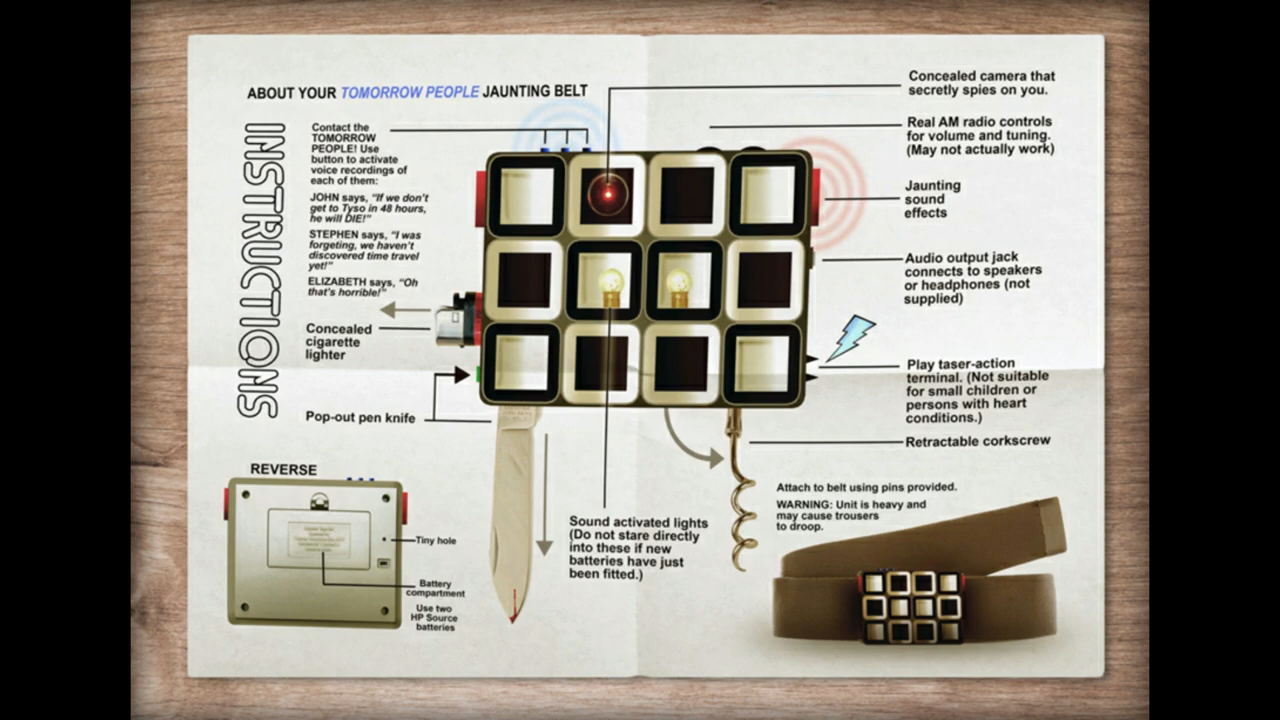 ABOUT YOUR TOMORROW PEOPLE JAUNTING BELT
INSTRUCTIONS
Contact the
TOMORROW
PEOPLE! Use
button to activate
voice recordings of
each of them:
JOHN says, “If we don’t
get to Tyso in 48 hours,
he will DIE!”
STEPHEN says, “I was
forgeting, we haven’t
discovered time travel
yet!”
ELIZABETH says, “Oh
that’s horrible!”
Concealed
cigarette
lighter
Pop-out pen knife
Concealed camera that
secretly spies on you.
Real AM radio controls
for volume and tuning.
(May not actually work)
Jaunting
sound
effects
Audio output jack
connects to speakers
or headphones (not
supplied)
Play taser-action
terminal. (Not suitable
for small children or
persons with heart
conditions.)
Retractable corkscrew
REVERSE
Tiny hole
Battery
compartment
Use two
HP Source
batteries
Sound activated lights
(Do not stare directly
into these if new
batteries have just
been fitted.)
Attach to belt using pins provided.
WARNING: Unit is heavy and
may cause trousers
to droop.